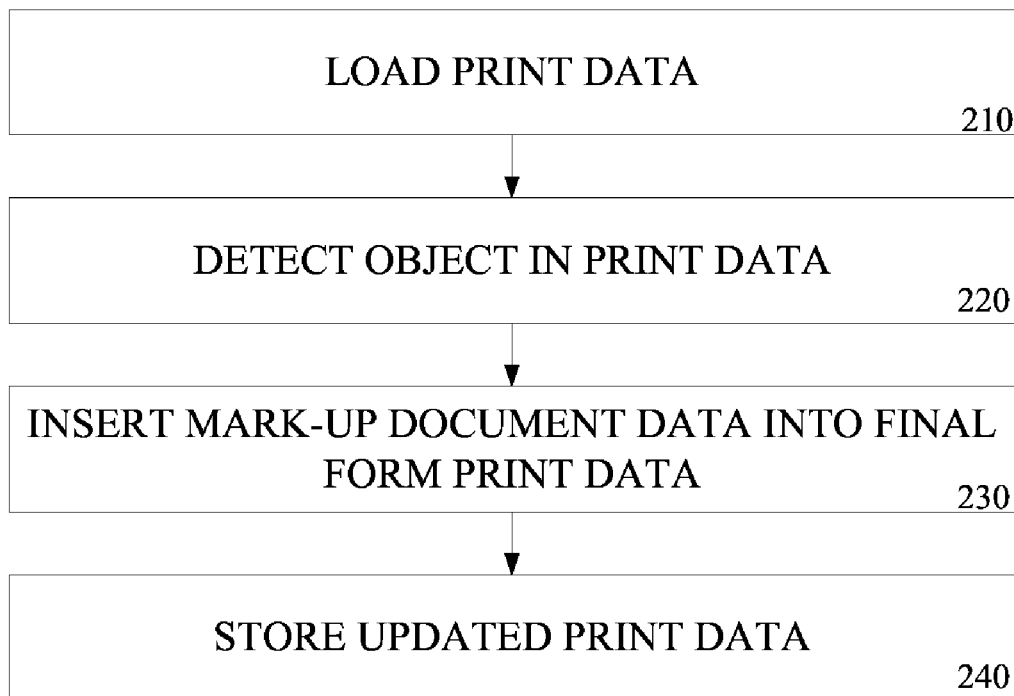 LOAD PRINT DATA
210
DETECT OBJECT IN PRINT DATA
220
INSERT MARK-UP DOCUMENT DATA INTO FINAL
FORM PRINT DATA
230
STORE UPDATED PRINT DATA
240